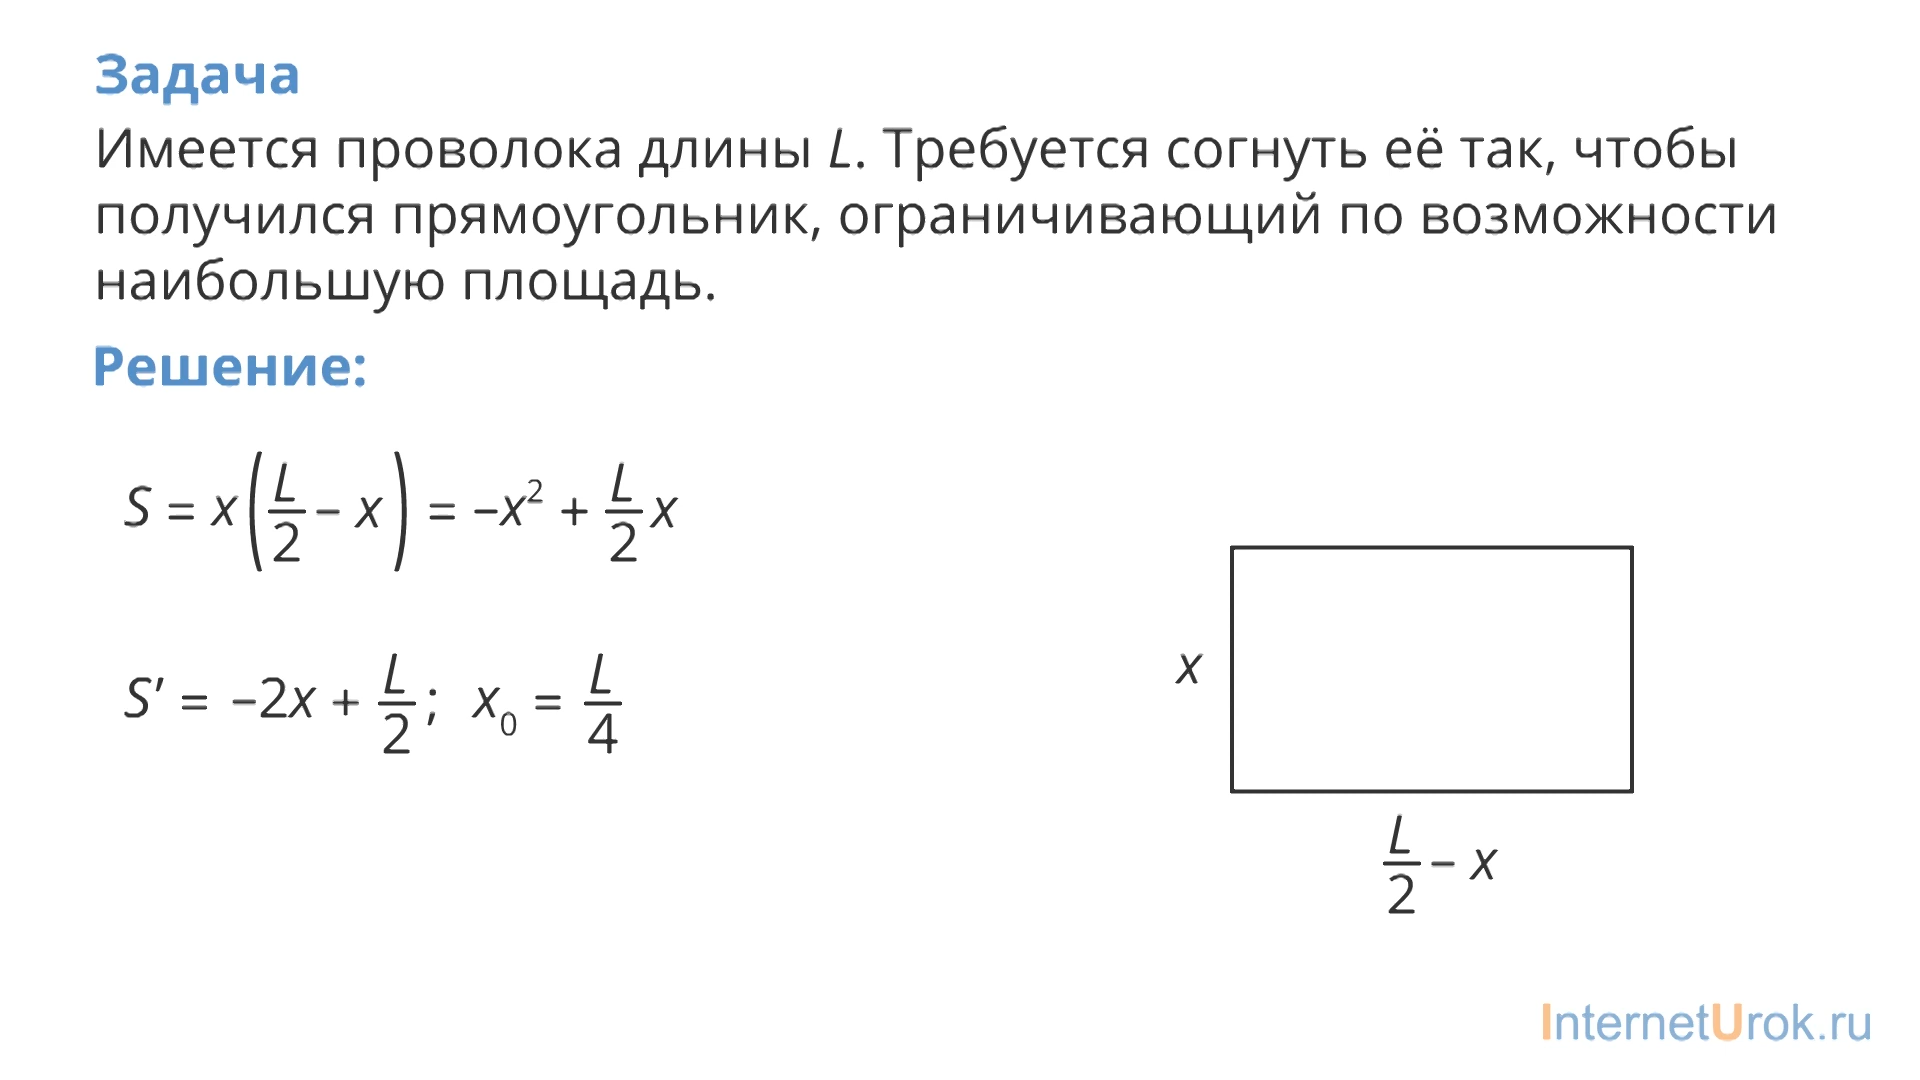 Задача
Имеется проволока длины L. Требуется согнуть её так, чтобы
получился прямоугольник, ограничивающий по возможности
наибольшую площадь.
Решение:
S = x(L/2 – x) = –x² + L/2 x
S′ = –2x + L/2; x₀ = L/4
x
L/2 – x
InternetUrok.ru